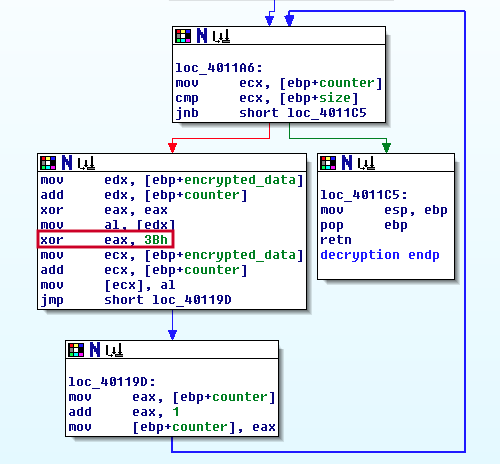 loc_4011A6:
mov ecx, [ebp+counter]
cmp ecx, [ebp+size]
jnb short loc_4011C5
mov edx, [ebp+encrypted_data]
add edx, [ebp+counter]
xor eax, eax
mov al, [edx]
xor eax, 3Bh
mov ecx, [ebp+encrypted_data]
add ecx, [ebp+counter]
mov [ecx], al
jmp short loc_40119D
loc_4011C5:
mov esp, ebp
pop ebp
retn
decryption endp
loc_40119D:
mov eax, [ebp+counter]
add eax, 1
mov [ebp+counter], eax